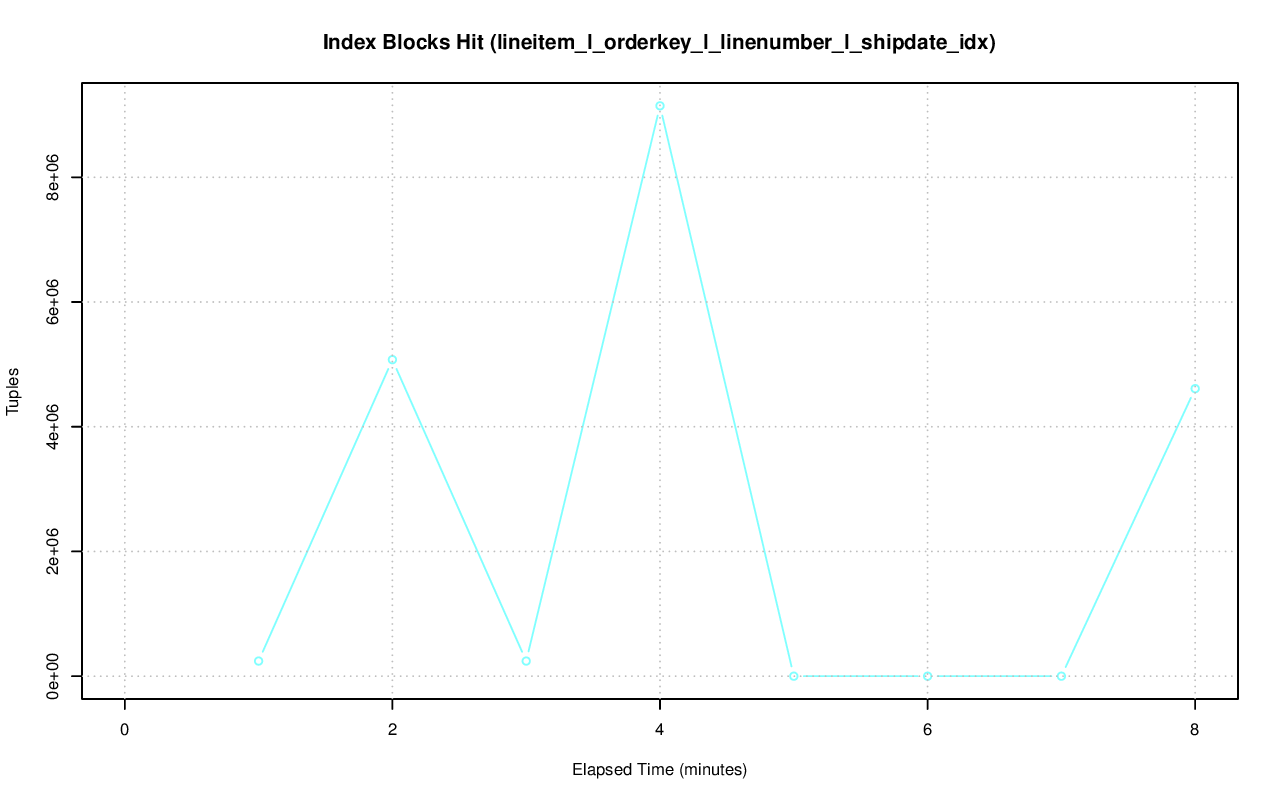 Index Blocks Hit (lineitem_l_orderkey_l_linenumber_l_shipdate_idx)
Tuples
8e+06
6e+06
4e+06
2e+06
0e+00
0 2 4 6 8
Elapsed Time (minutes)